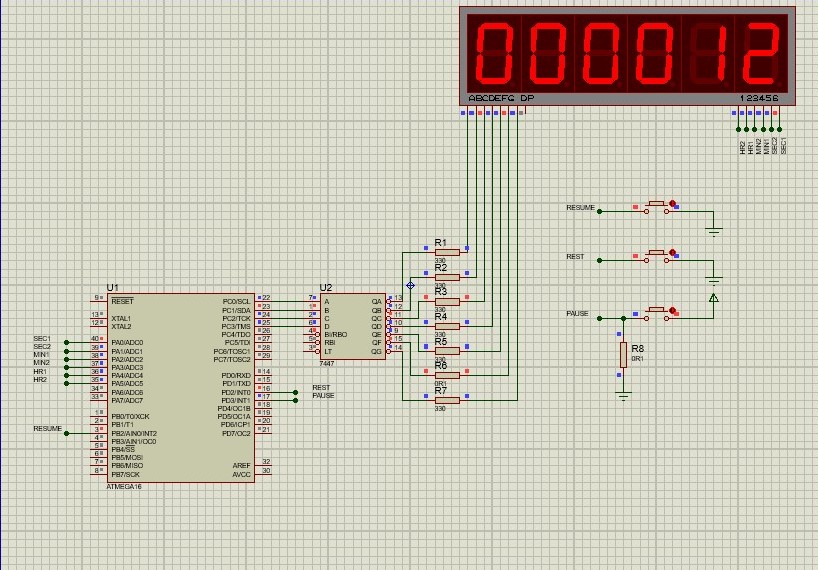 000012
ABCDEFG DP
123456
HR2
HR1
MIN2
MIN1
SEC2
SEC1
RESUME
REST
PAUSE
R8
0R1
R1
330
R2
330
R3
330
R4
330
R5
330
R6
0R1
R7
330
U1
9 RESET
13 XTAL1
12 XTAL2
SEC1 40 PA0/ADC0
SEC2 39 PA1/ADC1
MIN1 38 PA2/ADC2
MIN2 37 PA3/ADC3
HR1 36 PA4/ADC4
HR2 35 PA5/ADC5
34 PA6/ADC6
33 PA7/ADC7
1 PB0/T0/XCK
2 PB1/T1
RESUME 3 PB2/AIN0/INT2
4 PB3/AIN1/OC0
5 PB4/SS
6 PB5/MOSI
7 PB6/MISO
8 PB7/SCK
PC0/SCL 22
PC1/SDA 23
PC2/TCK 24
PC3/TMS 25
PC4/TDO 26
PC5/TDI 27
PC6/TOSC1 28
PC7/TOSC2 29
PD0/RXD 14
PD1/TXD 15
PD2/INT0 16 REST
PD3/INT1 17 PAUSE
PD4/OC1B 18
PD5/OC1A 19
PD6/ICP1 20
PD7/OC2 21
AREF 32
AVCC 30
ATMEGA16
U2
7 A QA 13
1 B QB 12
2 C QC 11
6 D QD 10
4 BI/RBO QE 9
5 RBI QF 15
3 LT QG 14
7447